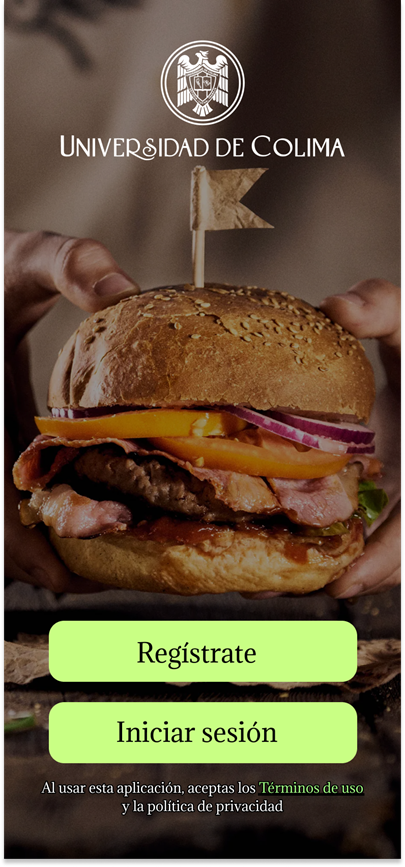 Universidad de Colima
Regístrate
Iniciar sesión
Al usar esta aplicación, aceptas los Términos de uso
y la política de privacidad